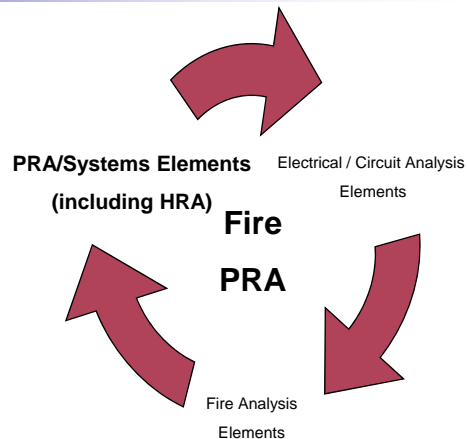 PRA/Systems Elements
(including HRA)
Electrical / Circuit Analysis
Elements
Fire
PRA
Fire Analysis
Elements